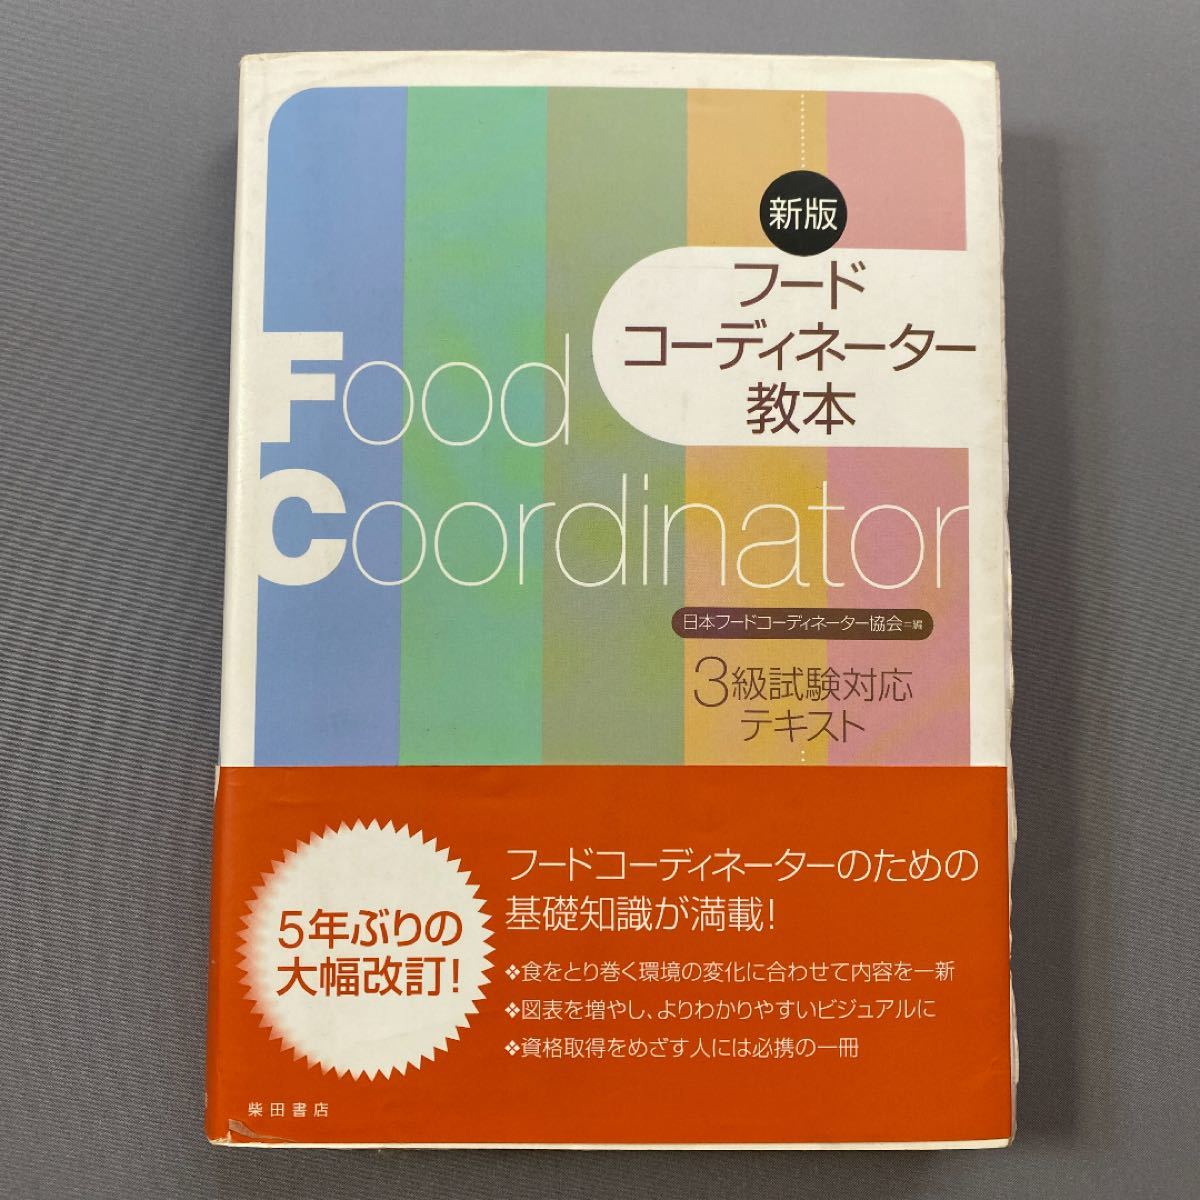 新版
フード
コーディネーター
教本
Food
Coordinator
日本フードコーディネーター協会=編
3級試験対応
テキスト
5年ぶりの
大幅改訂!
フードコーディネーターのための
基礎知識が満載!
❖食をとり巻く環境の変化に合わせて内容を一新
❖図表を増やし、よりわかりやすいビジュアルに
❖資格取得をめざす人には必携の一冊
柴田書店